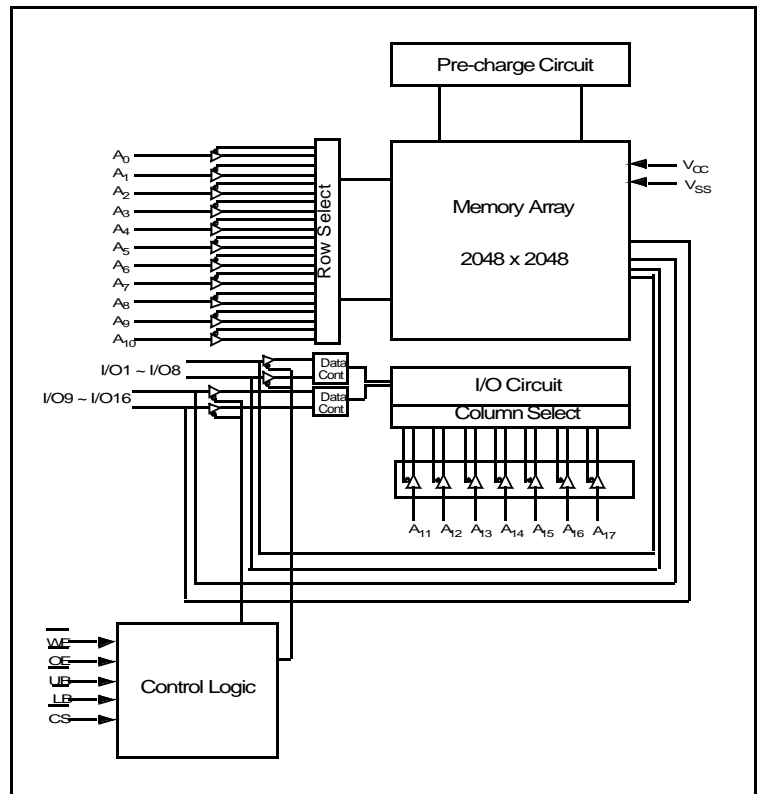 Pre-charge Circuit
A0
A1
A2
A3
A4
A5
A6
A7
A8
A9
A10
Row Select
Memory Array
2048 x 2048
VCC
VSS
I/O1 ~ I/O8
I/O9 ~ I/O16
Data
Cont
Data
Cont
I/O Circuit
Column Select
A11 A12 A13 A14 A15 A16 A17
WE
OE
UB
LB
CS
Control Logic